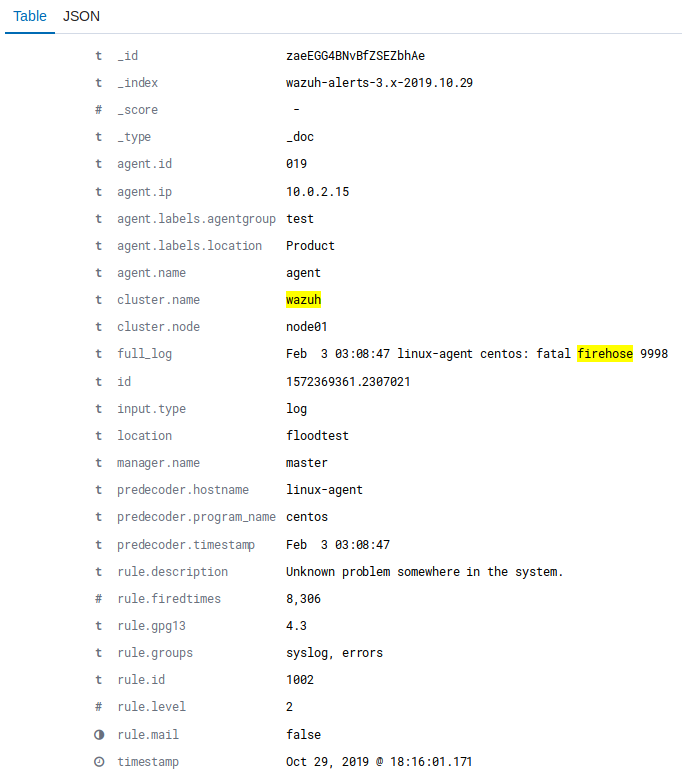 Table JSON
t _id zaeEGG4BNvBfZSEZbhAe
t _index wazuh-alerts-3.x-2019.10.29
# _score -
t _type _doc
t agent.id 019
t agent.ip 10.0.2.15
t agent.labels.agentgroup test
t agent.labels.location Product
t agent.name agent
t cluster.name wazuh
t cluster.node node01
t full_log Feb  3 03:08:47 linux-agent centos: fatal firehose 9998
t id 1572369361.2307021
t input.type log
t location floodtest
t manager.name master
t predecoder.hostname linux-agent
t predecoder.program_name centos
t predecoder.timestamp Feb  3 03:08:47
t rule.description Unknown problem somewhere in the system.
# rule.firedtimes 8,306
t rule.gpg13 4.3
t rule.groups syslog, errors
t rule.id 1002
# rule.level 2
rule.mail false
timestamp Oct 29, 2019 @ 18:16:01.171